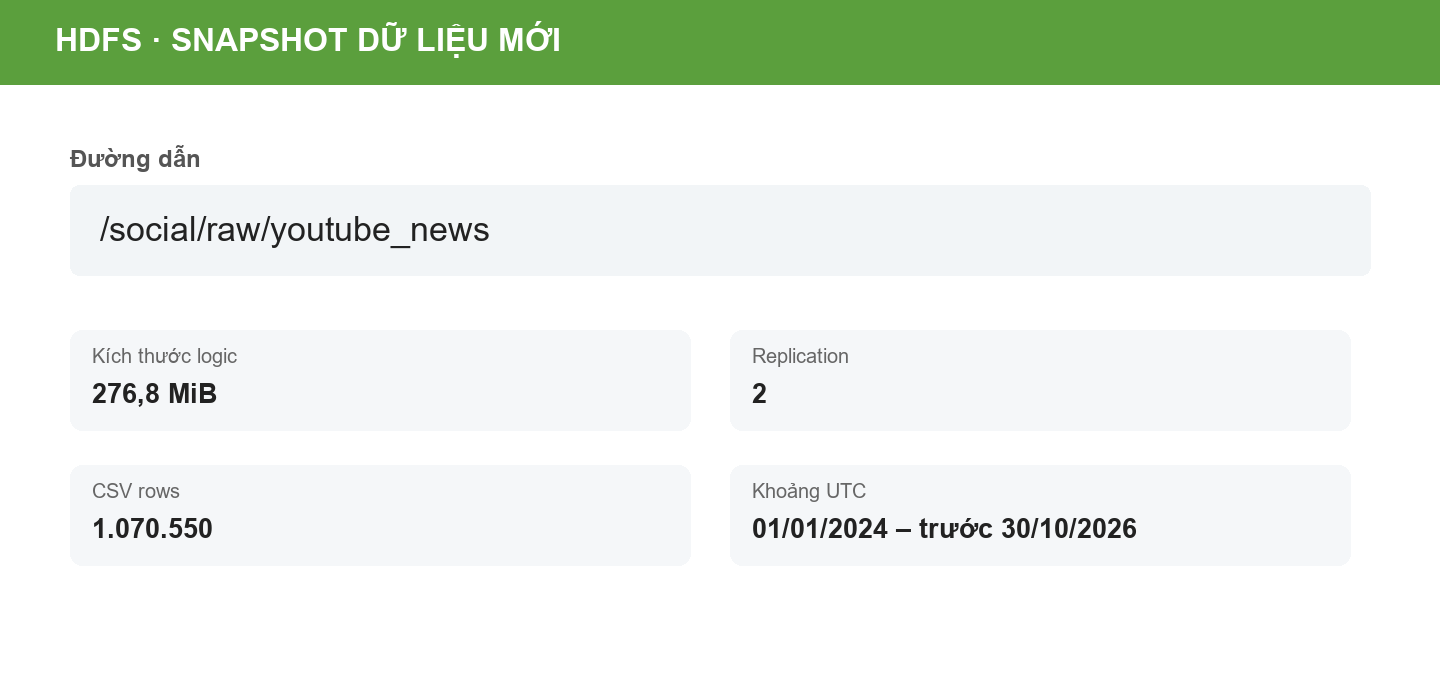 HDFS · SNAPSHOT DỮ LIỆU MỚI
Đường dẫn
/social/raw/youtube_news
Kích thước logic
276,8 MiB
Replication
2
CSV rows
1.070.550
Khoảng UTC
01/01/2024 – trước 30/10/2026